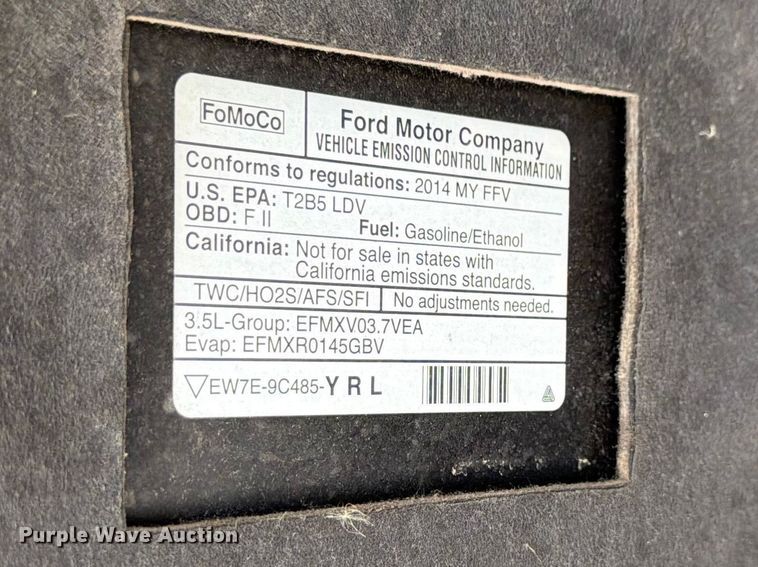 FoMoCo
Ford Motor Company
VEHICLE EMISSION CONTROL INFORMATION
Conforms to regulations: 2014 MY FFV
U.S. EPA: T2B5 LDV
OBD: F II Fuel: Gasoline/Ethanol
California: Not for sale in states with
California emissions standards.
TWC/HO2S/AFS/SFI No adjustments needed.
3.5L-Group: EFMXV03.7VEA
Evap: EFMXR0145GBV
▽EW7E-9C485-Y R L
Purple Wave Auction